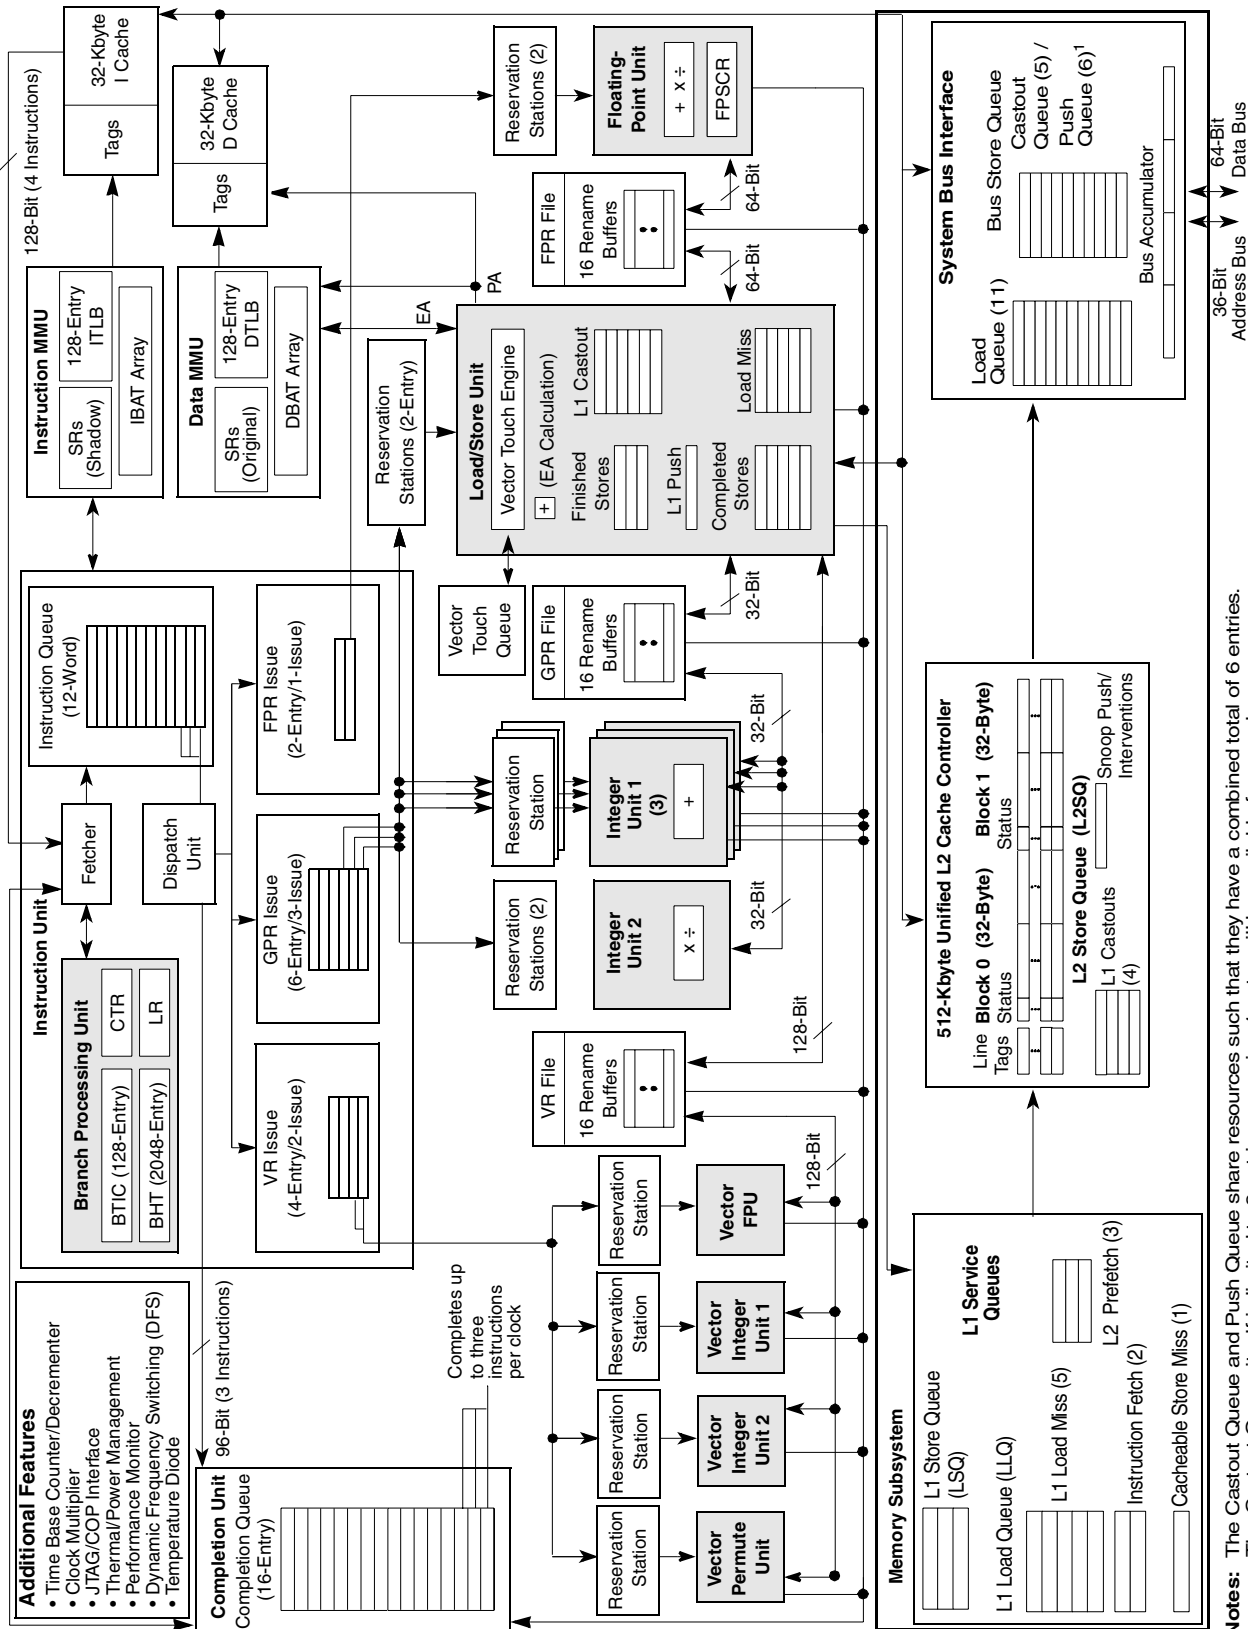 Additional Features
• Time Base Counter/Decrementer
• Clock Multiplier
• JTAG/COP Interface
• Thermal/Power Management
• Performance Monitor
• Dynamic Frequency Switching (DFS)
• Temperature Diode
Instruction Unit
Branch Processing Unit
BTIC (128-Entry)
CTR
BHT (2048-Entry)
LR
Fetcher
Instruction Queue
(12-Word)
Dispatch
Unit
96-Bit (3 Instructions)
VR Issue
(4-Entry/2-Issue)
GPR Issue
(6-Entry/3-Issue)
FPR Issue
(2-Entry/1-Issue)
Instruction MMU
SRs
(Shadow)
128-Entry
ITLB
IBAT Array
Data MMU
SRs
(Original)
128-Entry
DTLB
DBAT Array
128-Bit (4 Instructions)
Tags
32-Kbyte
I Cache
Tags
32-Kbyte
D Cache
EA
PA
Completion Unit
Completion Queue
(16-Entry)
Completes up
to three
instructions
per clock
Reservation
Station
Reservation
Station
Reservation
Station
Reservation
Station
Vector
Permute
Unit
Vector
Integer
Unit 2
Vector
Integer
Unit 1
Vector
FPU
128-Bit
VR File
16 Rename
Buffers
128-Bit
Reservation
Stations (2)
Integer
Unit 2
x ÷
Reservation
Station
Integer
Unit 1
(3)
+
32-Bit
32-Bit
GPR File
16 Rename
Buffers
32-Bit
Vector
Touch
Queue
Reservation
Stations (2-Entry)
Load/Store Unit
Vector Touch Engine
+
(EA Calculation)
Finished
Stores
L1 Castout
L1 Push
Completed
Stores
Load Miss
64-Bit
FPR File
16 Rename
Buffers
64-Bit
Reservation
Stations (2)
Floating-
Point Unit
+ x ÷
FPSCR
Memory Subsystem
L1 Store Queue
(LSQ)
L1 Service
Queues
L1 Load Queue (LLQ)
L1 Load Miss (5)
L2 Prefetch (3)
Instruction Fetch (2)
Cacheable Store Miss (1)
512-Kbyte Unified L2 Cache Controller
Line
Tags
Block 0 (32-Byte)
Status
Block 1 (32-Byte)
Status
L2 Store Queue (L2SQ)
L1 Castouts
(4)
Snoop Push/
Interventions
System Bus Interface
Load
Queue (11)
Bus Store Queue
Castout
Queue (5) /
Push
Queue (6)1
Bus Accumulator
36-Bit
Address Bus
64-Bit
Data Bus
Notes: The Castout Queue and Push Queue share resources such that they have a combined total of 6 entries.